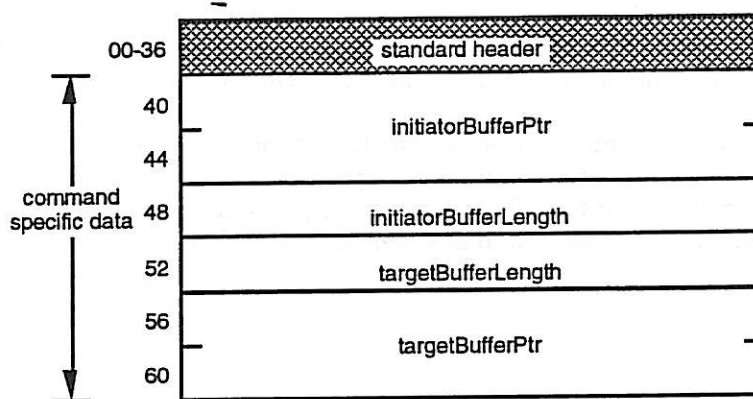 00-36 standard header
40
initiatorBufferPtr
44
command
specific data
48 initiatorBufferLength
52 targetBufferLength
56
targetBufferPtr
60